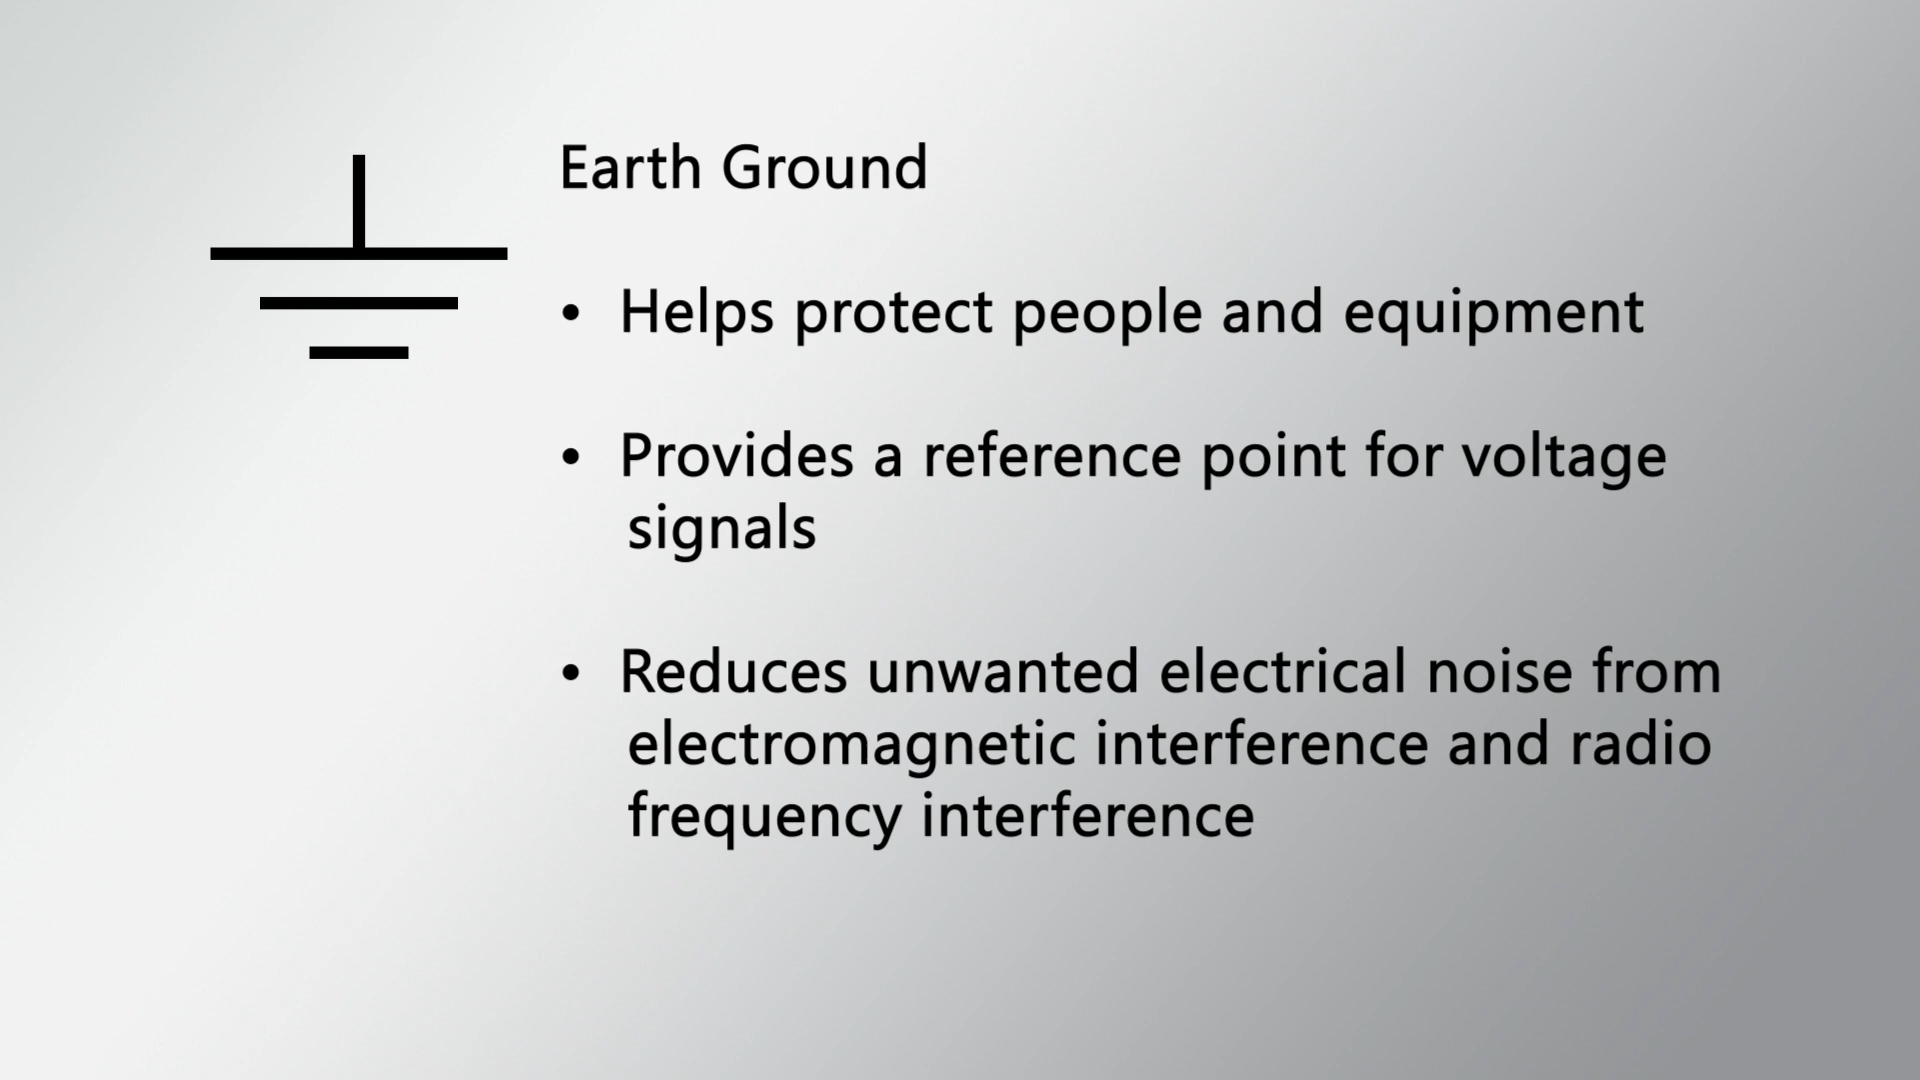 Earth Ground
• Helps protect people and equipment
• Provides a reference point for voltage
signals
• Reduces unwanted electrical noise from
electromagnetic interference and radio
frequency interference